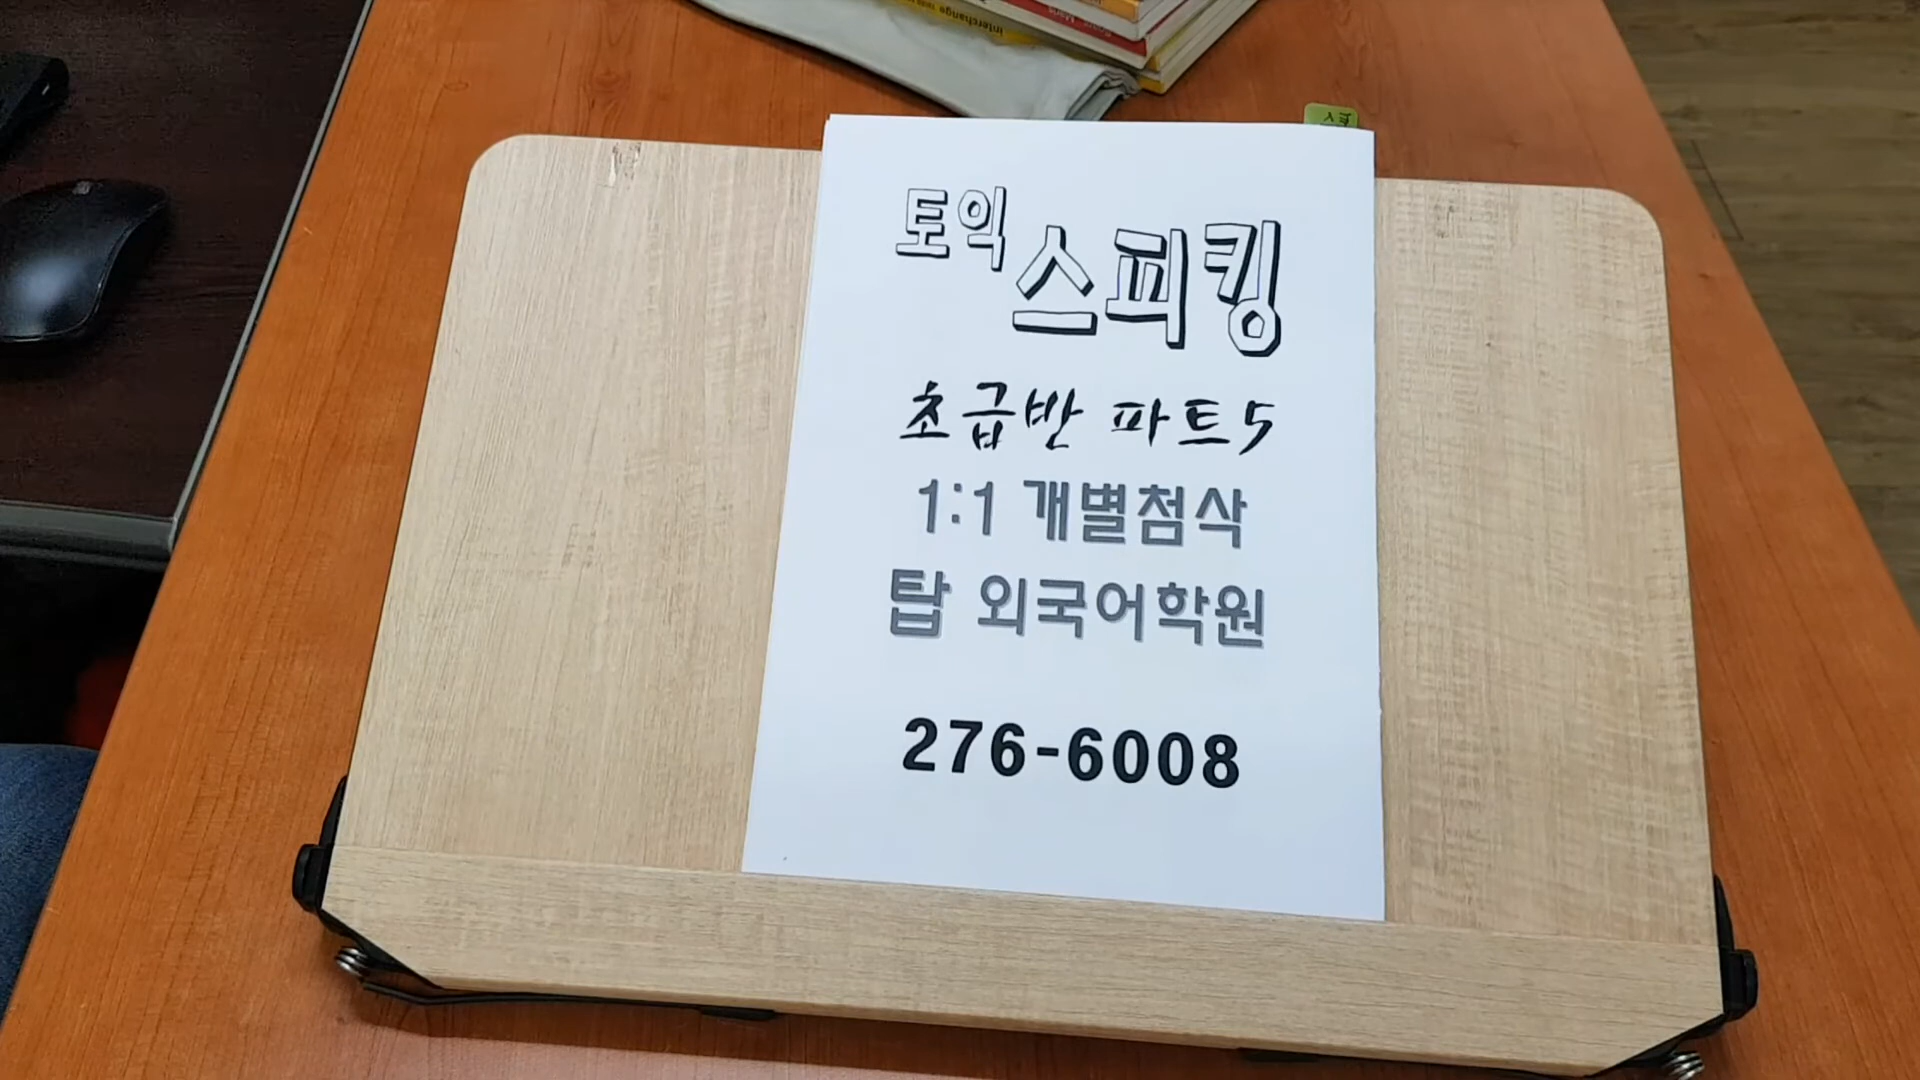 interchange
토익
스피킹
초급반 파트5
1:1 개별첨삭
탑 외국어학원
276-6008